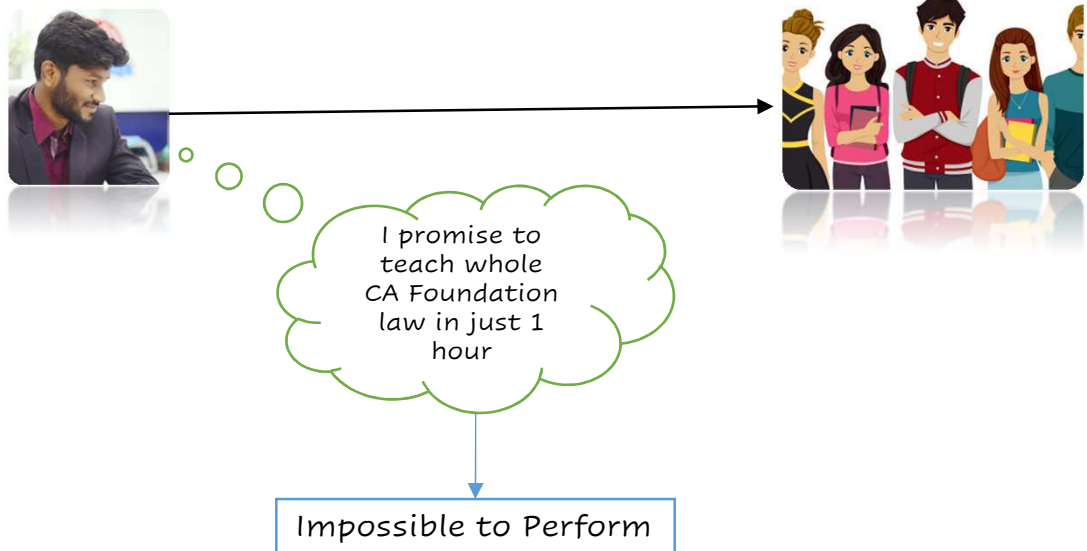 I promise to
teach whole
CA Foundation
law in just 1
hour
Impossible to Perform